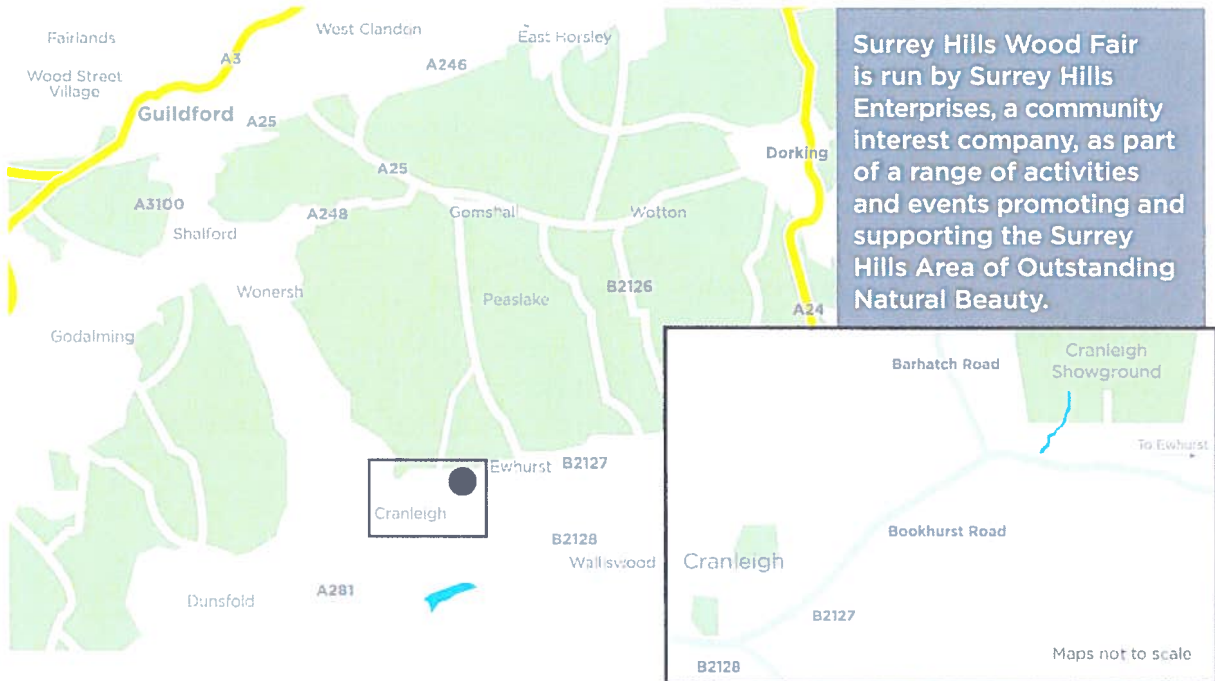 Fairlands
West Clandon
East Horsley
A3
A246
Wood Street
Village
Guildford
A25
Dorking
A25
A3100
A248
Gomshall
Wotton
Shalford
Wonersh
Peaslake
B2126
A24
Godalming
Ewhurst
B2127
Cranleigh
B2128
Walliswood
A281
Dunsfold
Surrey Hills Wood Fair
is run by Surrey Hills
Enterprises, a community
interest company, as part
of a range of activities
and events promoting and
supporting the Surrey
Hills Area of Outstanding
Natural Beauty.
Barhatch Road
Cranleigh
Showground
To Ewhurst
Bookhurst Road
Cranleigh
B2127
B2128
Maps not to scale